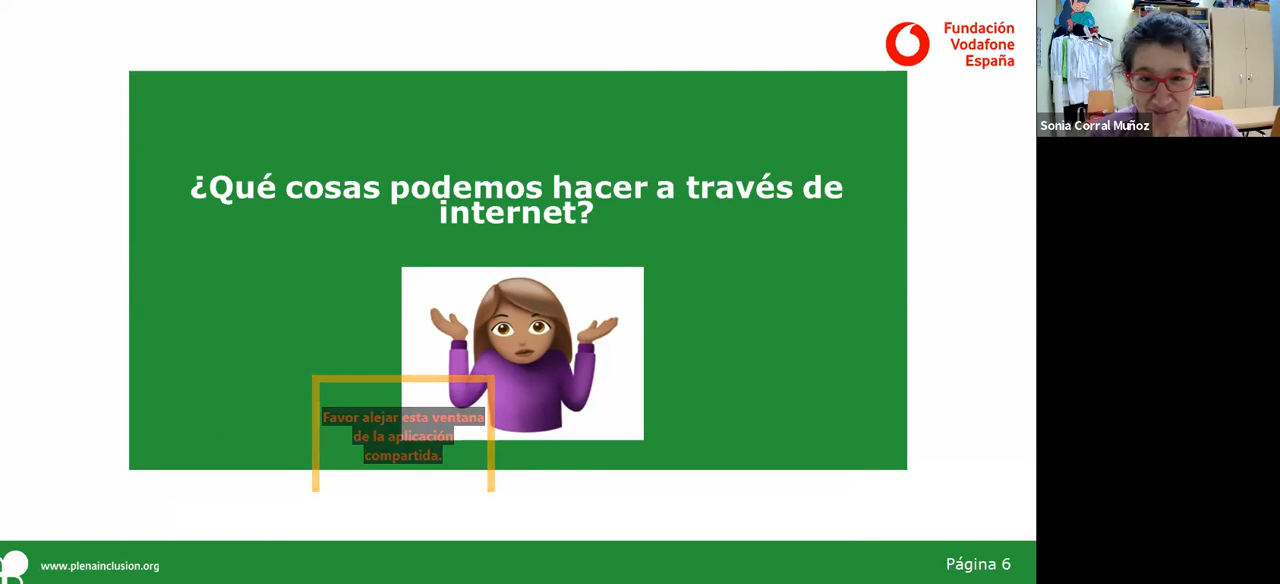 Fundación
Vodafone
España
Sonia Corral Muñoz
¿Qué cosas podemos hacer a través de
internet?
Favor alejar esta ventana
de la aplicación
compartida.
www.plenainclusion.org
Página 6